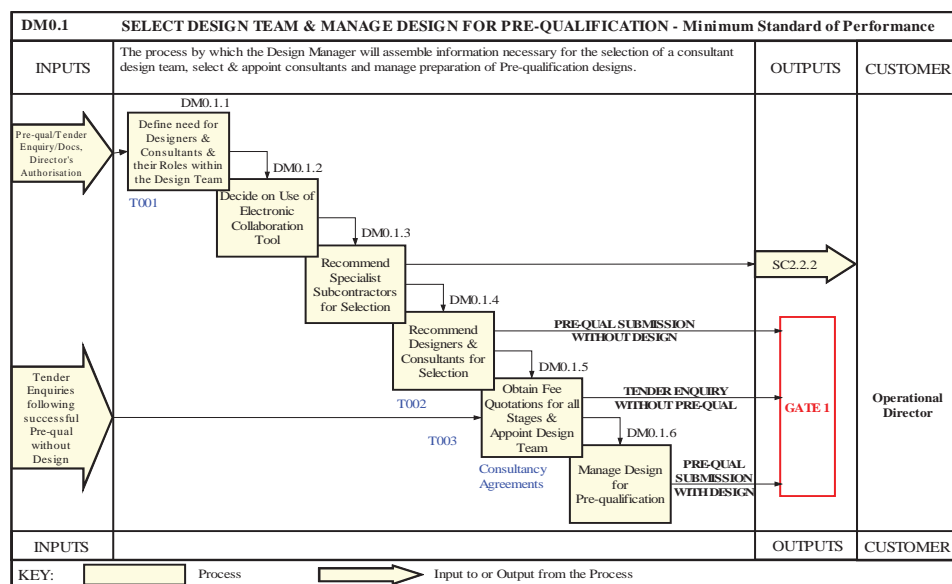 DM0.1 SELECT DESIGN TEAM & MANAGE DESIGN FOR PRE-QUALIFICATION - Minimum Standard of Performance
INPUTS
The process by which the Design Manager will assemble information necessary for the selection of a consultant
design team, select & appoint consultants and manage preparation of Pre-qualification designs.
OUTPUTS
CUSTOMER
Pre-qual/Tender
Enquiry/Docs,
Director's
Authorisation
DM0.1.1
Define need for
Designers &
Consultants &
their Roles within
the Design Team
T001
DM0.1.2
Decide on Use of
Electronic
Collaboration
Tool
DM0.1.3
Recommend
Specialist
Subcontractors
for Selection
SC2.2.2
DM0.1.4
Recommend
Designers &
Consultants for
Selection
T002
PRE-QUAL SUBMISSION
WITHOUT DESIGN
Tender
Enquiries
following
successful
Pre-qual
without
Design
DM0.1.5
Obtain Fee
Quotations for all
Stages &
Appoint Design
Team
T003
Consultancy
Agreements
TENDER ENQUIRY
WITHOUT PRE-QUAL
DM0.1.6
Manage Design
for
Pre-qualification
PRE-QUAL
SUBMISSION
WITH DESIGN
GATE 1
Operational
Director
INPUTS
OUTPUTS
CUSTOMER
KEY:
Process
Input to or Output from the Process